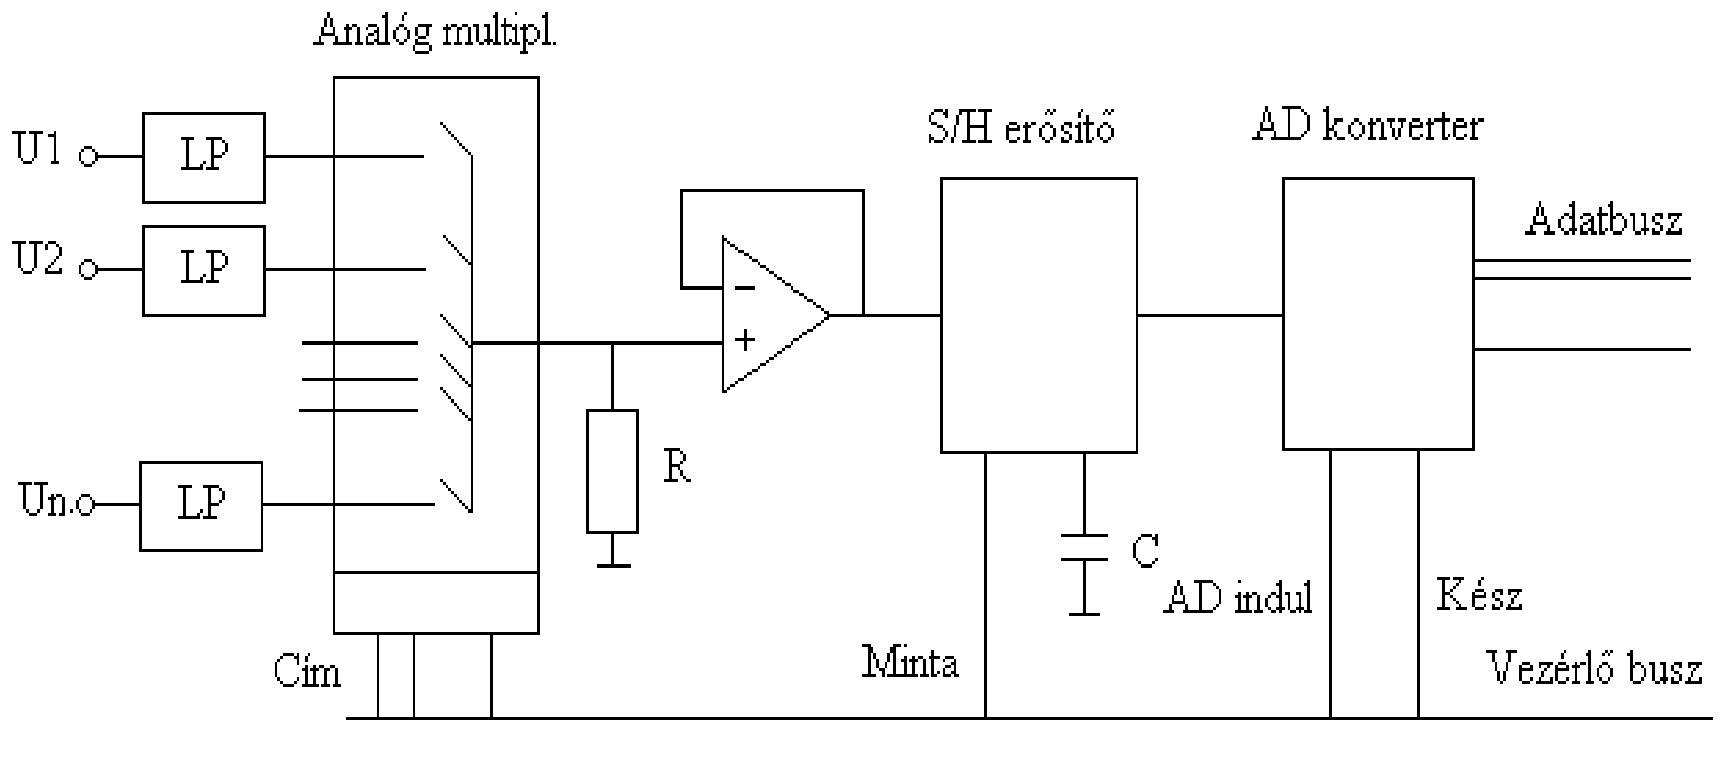 Analóg multipl.
S/H erősítő
AD konverter
U1
LP
Adatbusz
U2
LP
−
+
R
Un.
LP
C
AD indul
Kész
Cím
Minta
Vezérlő busz